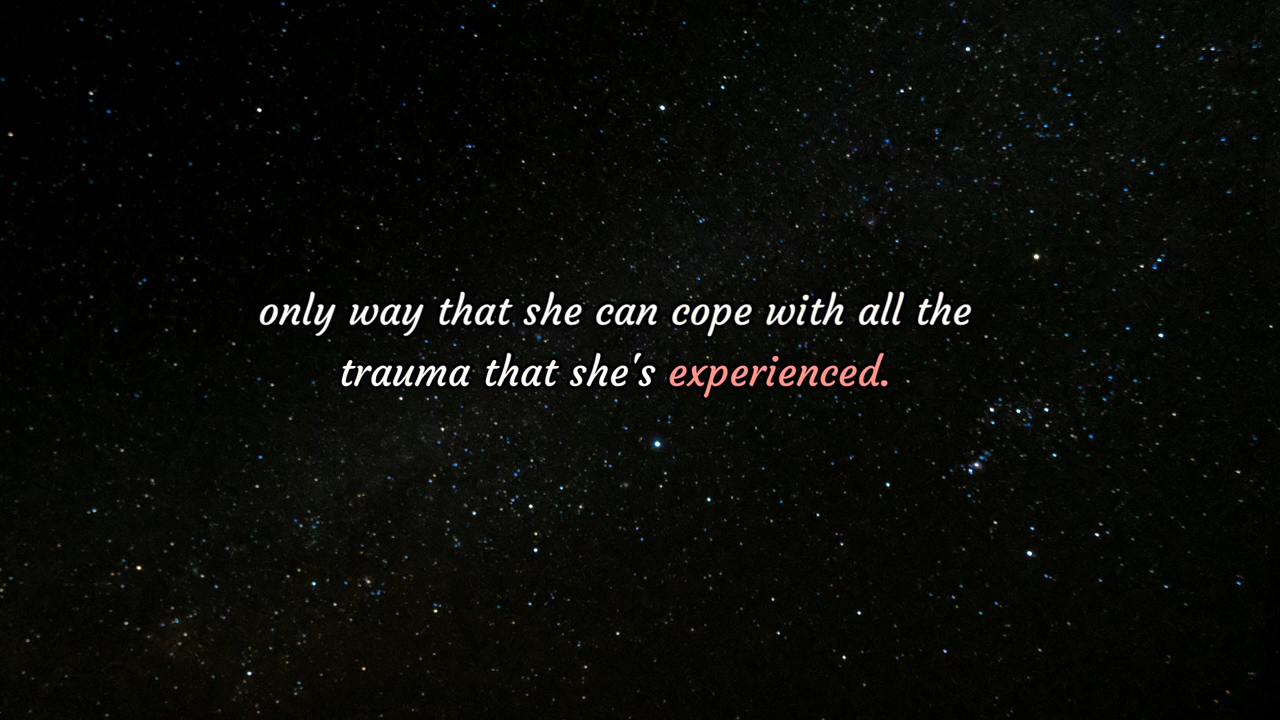 only way that she can cope with all the
trauma that she's experienced.